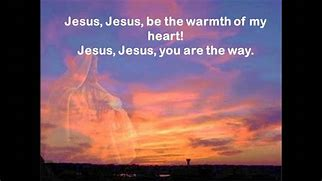 Jesus, Jesus, be the warmth of my
heart!
Jesus, Jesus, you are the way.